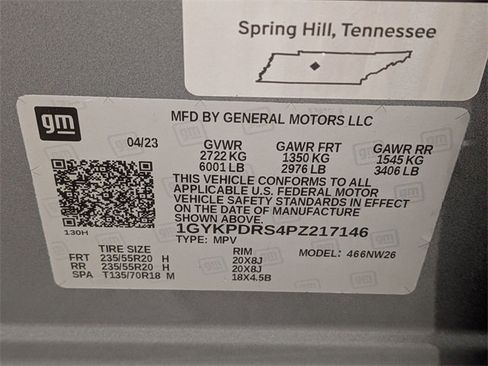 Spring Hill, Tennessee
gm
MFD BY GENERAL MOTORS LLC
04/23 GVWR GAWR FRT GAWR RR
2722 KG 1350 KG 1545 KG
6001 LB 2976 LB 3406 LB
THIS VEHICLE CONFORMS TO ALL
APPLICABLE U.S. FEDERAL MOTOR
VEHICLE SAFETY STANDARDS IN EFFECT
ON THE DATE OF MANUFACTURE
SHOWN ABOVE.
130H
1GYKPDRS4PZ217146
TYPE: MPV
TIRE SIZE RIM MODEL: 466NW26
FRT 235/55R20 H 20X8J
RR 235/55R20 H 20X8J
SPA T135/70R18 M 18X4.5B